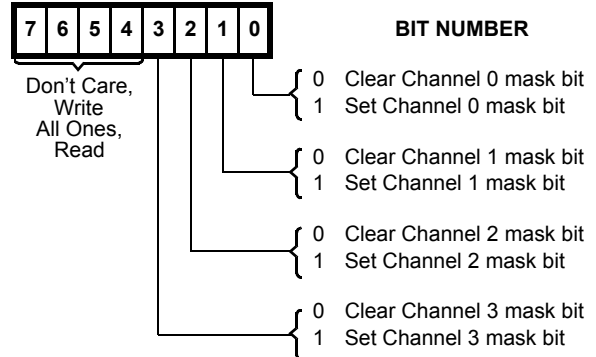 7 6 5 4 3 2 1 0 BIT NUMBER
Don't Care,
Write
All Ones,
Read
0 Clear Channel 0 mask bit
1 Set Channel 0 mask bit
0 Clear Channel 1 mask bit
1 Set Channel 1 mask bit
0 Clear Channel 2 mask bit
1 Set Channel 2 mask bit
0 Clear Channel 3 mask bit
1 Set Channel 3 mask bit